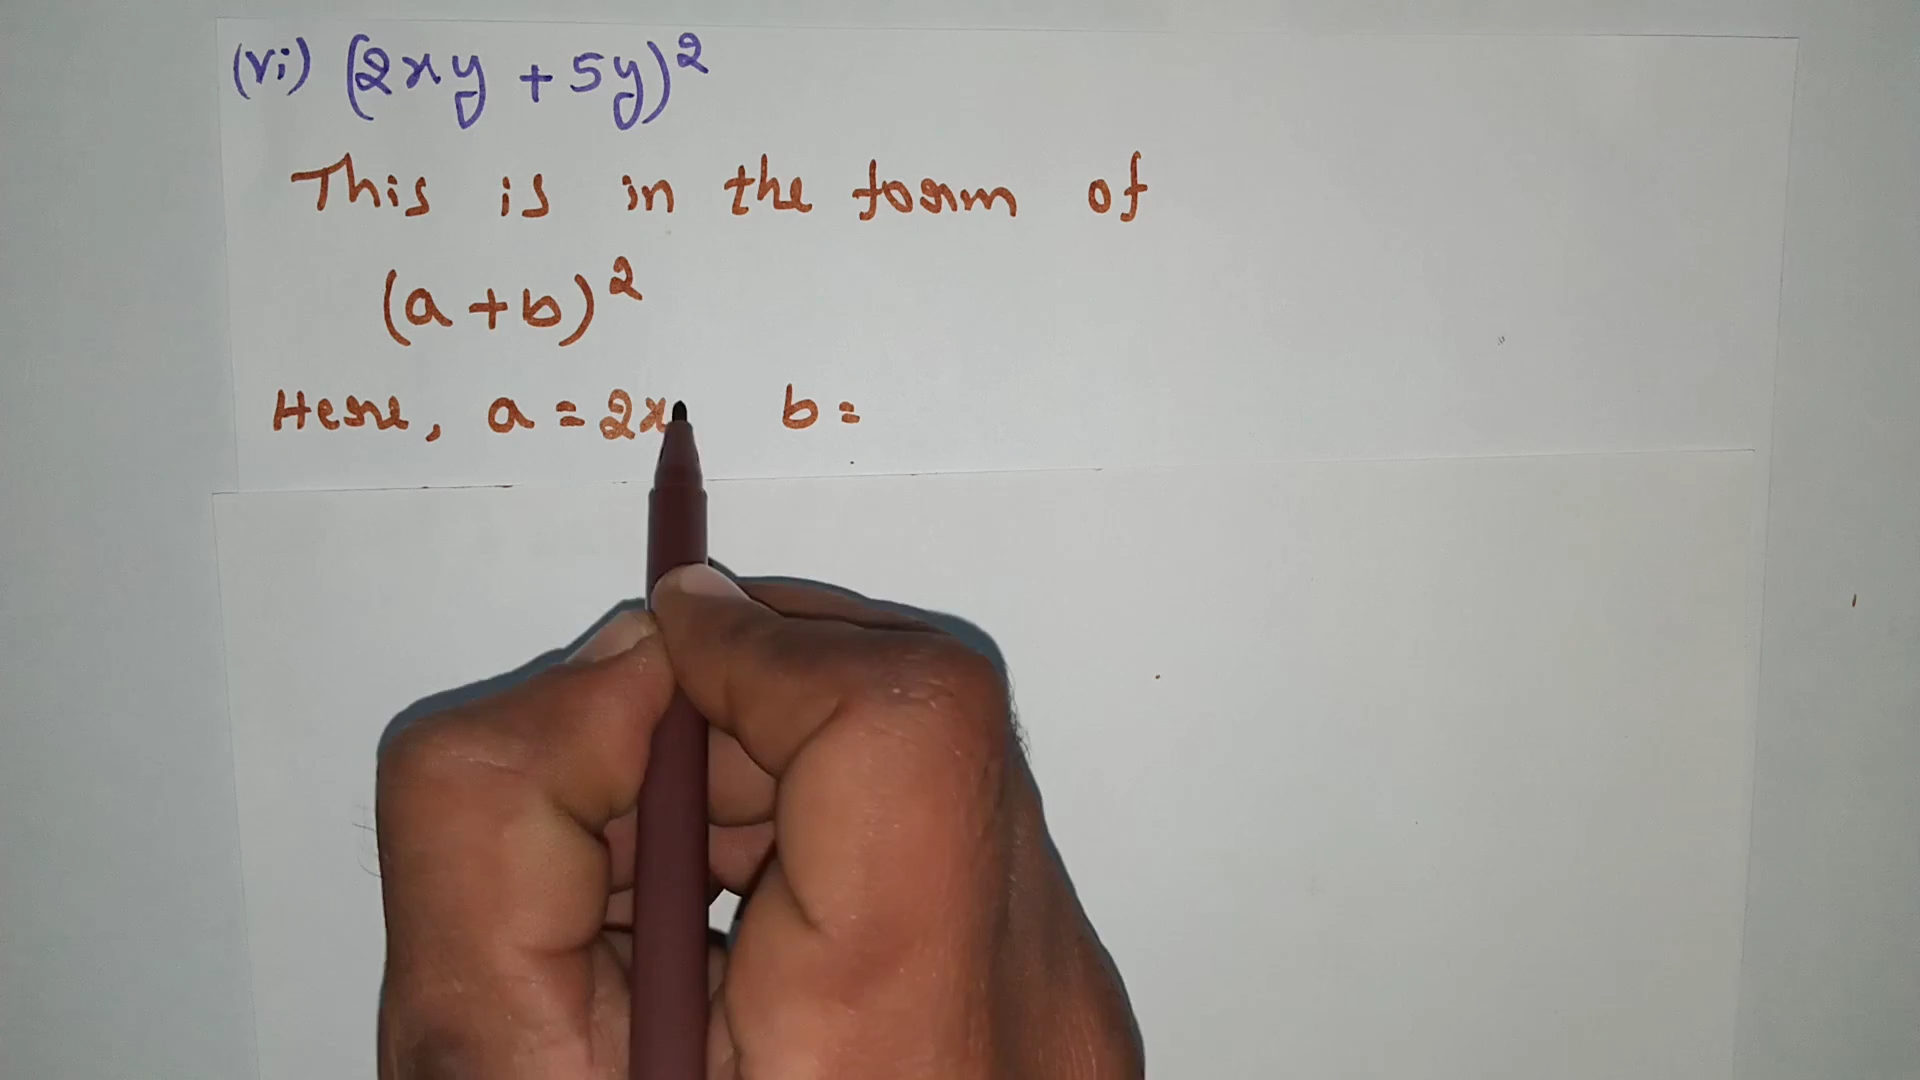 (vi) (2xy + 5y)²
This is in the form of
(a + b)²
Here, a = 2x b =